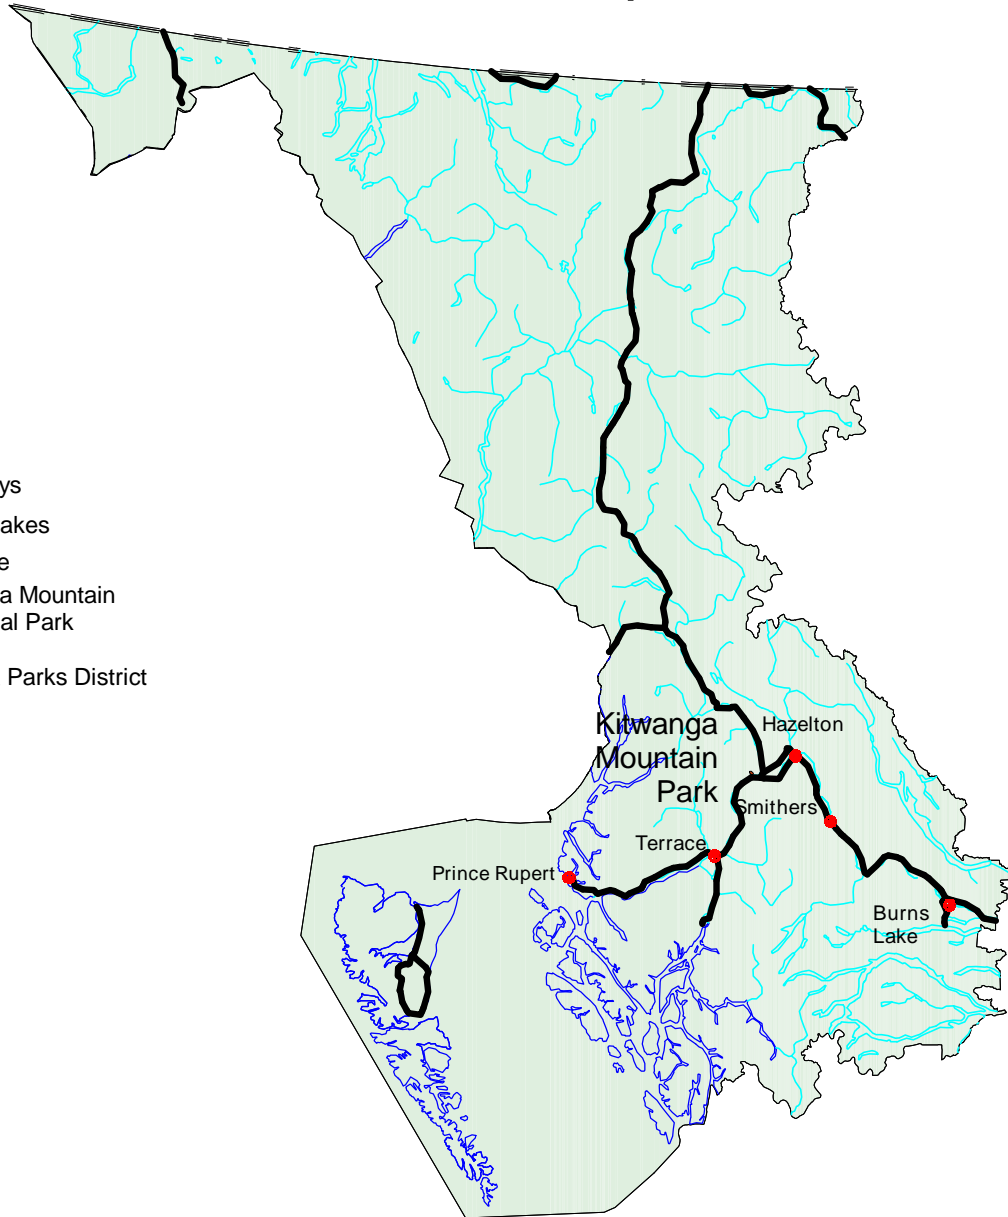 ys
akes
e
a Mountain
al Park
Parks District
Kitwanga
Mountain
Park
Hazelton
Smithers
Terrace
Prince Rupert
Burns
Lake